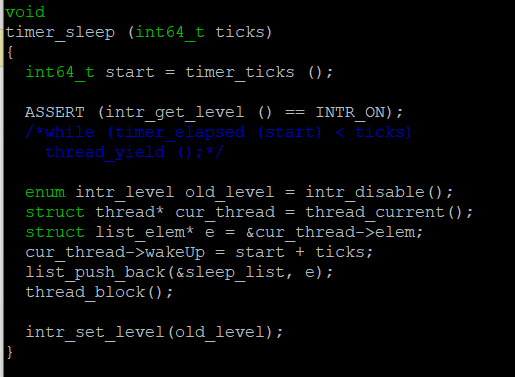 void
timer_sleep (int64_t ticks)
{
  int64_t start = timer_ticks ();
  ASSERT (intr_get_level () == INTR_ON);
  /*while (timer_elapsed (start) < ticks)
    thread_yield ();*/
  enum intr_level old_level = intr_disable();
  struct thread* cur_thread = thread_current();
  struct list_elem* e = &cur_thread->elem;
  cur_thread->wakeUp = start + ticks;
  list_push_back(&sleep_list, e);
  thread_block();
  intr_set_level(old_level);
}